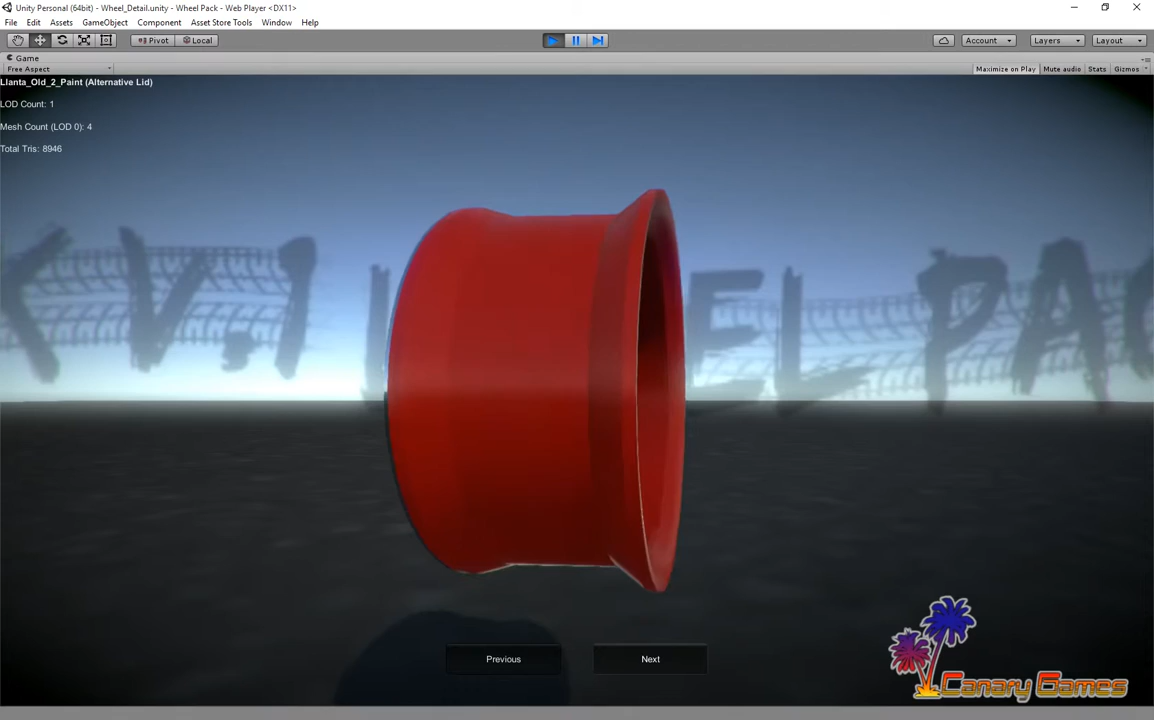 Unity Personal (64bit) - Wheel_Detail.unity - Wheel Pack - Web Player <DX11>
File Edit Assets GameObject Component Asset Store Tools Window Help
Pivot Local Account Layers Layout
Game
Free Aspect Maximize on Play Mute audio Stats Gizmos
Llanta_Old_2_Paint (Alternative Lid)
LOD Count: 1
Mesh Count (LOD 0): 4
Total Tris: 8946
Previous Next
Canary Games